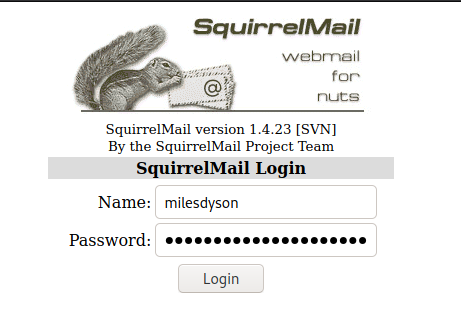 SquirrelMail
webmail
for
nuts
@
SquirrelMail version 1.4.23 [SVN]
By the SquirrelMail Project Team
SquirrelMail Login
Name: milesdyson
Password: ●●●●●●●●●●●●●●●●●●●●●
Login